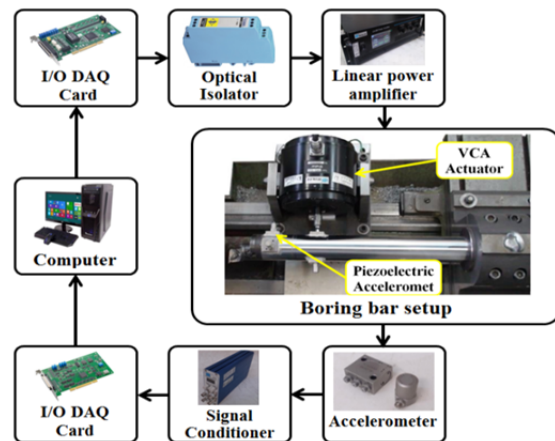 I/O DAQ
Card
Optical
Isolator
Linear power
amplifier
VCA
Actuator
Piezoelectric
Acceleromet
Boring bar setup
Computer
I/O DAQ
Card
Signal
Conditioner
Accelerometer